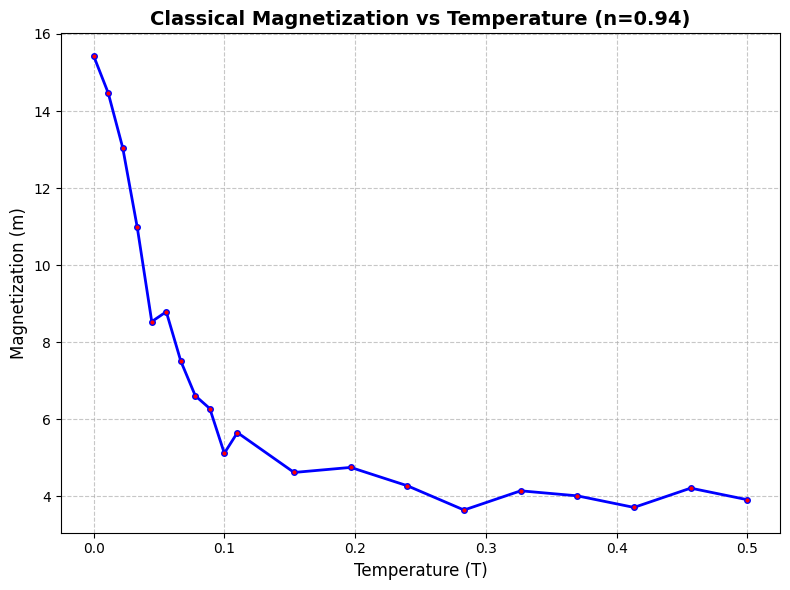 Classical Magnetization vs Temperature (n=0.94)
Magnetization (m)
16
14
12
10
8
6
4
0.0 0.1 0.2 0.3 0.4 0.5
Temperature (T)